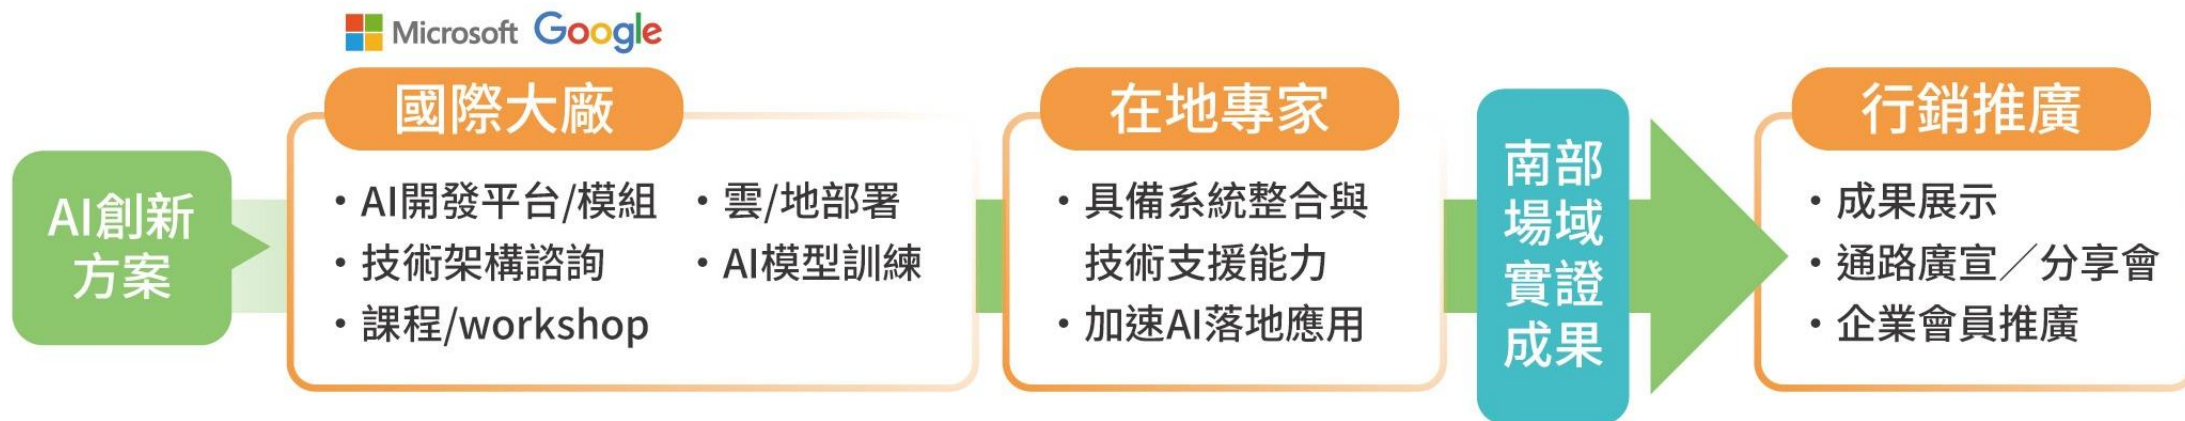 Microsoft Google
AI創新
方案
國際大廠
・AI開發平台/模組
・技術架構諮詢
・課程/workshop
・雲/地部署
・AI模型訓練
在地專家
・具備系統整合與
技術支援能力
・加速AI落地應用
南部
場域
實證
成果
行銷推廣
・成果展示
・通路廣宣／分享會
・企業會員推廣